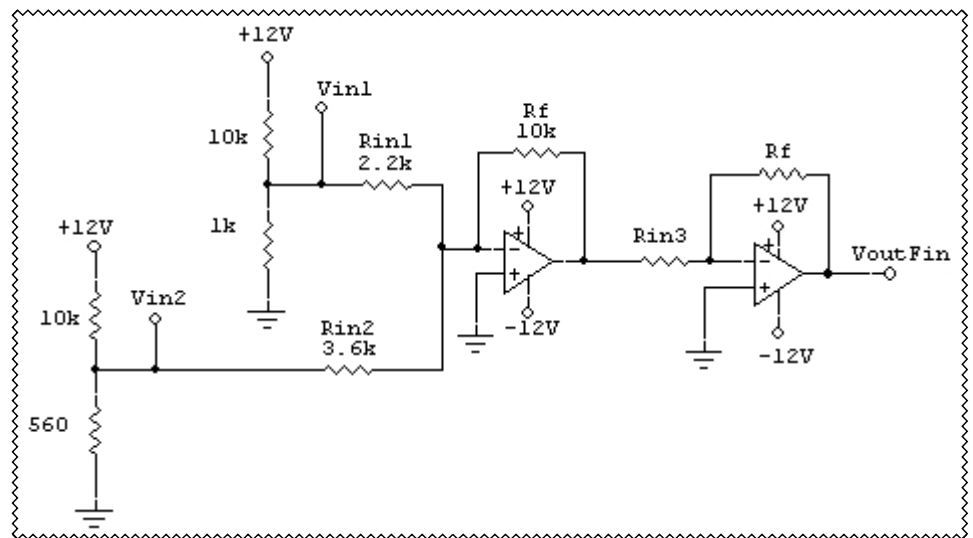 +12V
Vin1
10k
Rin1
2.2k
1k
Rf
10k
+12V
-
+
-12V
Rin3
Rf
+12V
-
+
-12V
VoutFin
+12V
Vin2
10k
Rin2
3.6k
560